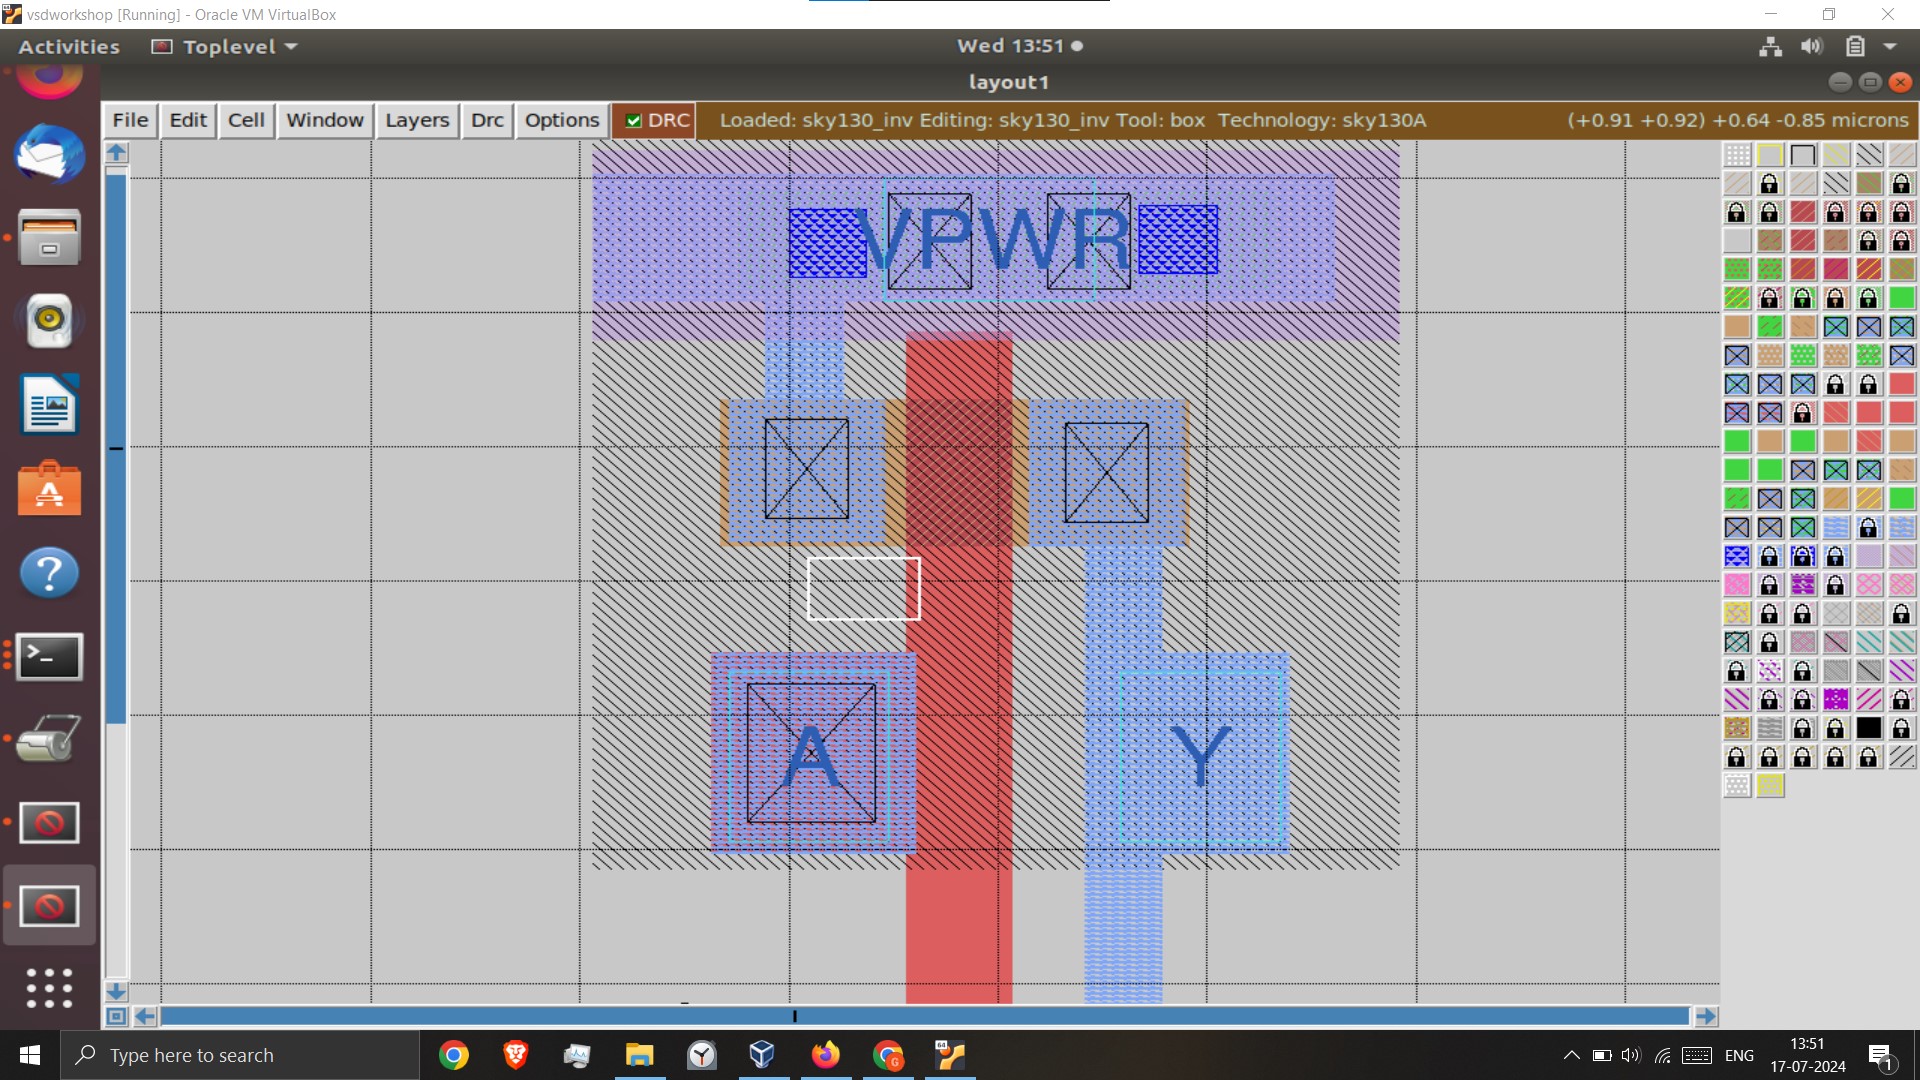 vsdworkshop [Running] - Oracle VM VirtualBox
Activities Toplevel Wed 13:51
layout1
File Edit Cell Window Layers Drc Options DRC Loaded: sky130_inv Editing: sky130_inv Tool: box Technology: sky130A (+0.91 +0.92) +0.64 -0.85 microns
VPWR
A
Y
Type here to search
64
G
ENG
13:51
17-07-2024
1